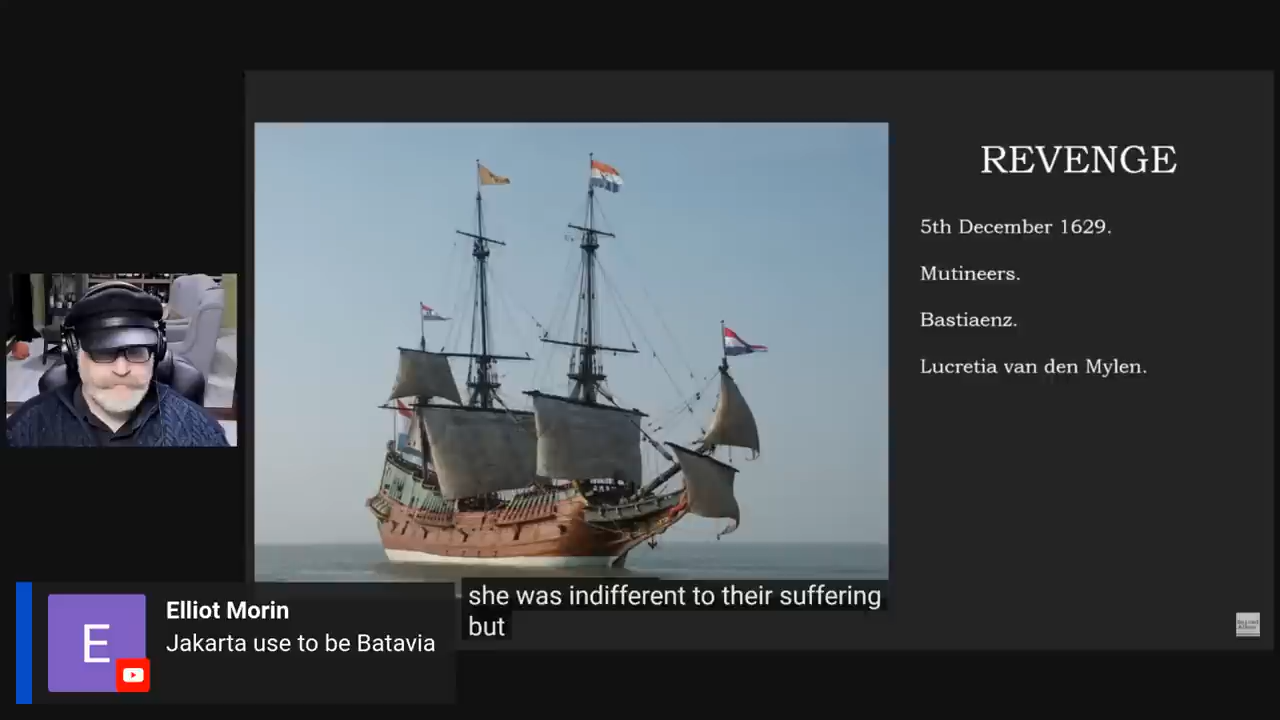 REVENGE
5th December 1629.
Mutineers.
Bastiaenz.
Lucretia van den Mylen.
she was indifferent to their suffering
but
E
Elliot Morin
Jakarta use to be Batavia